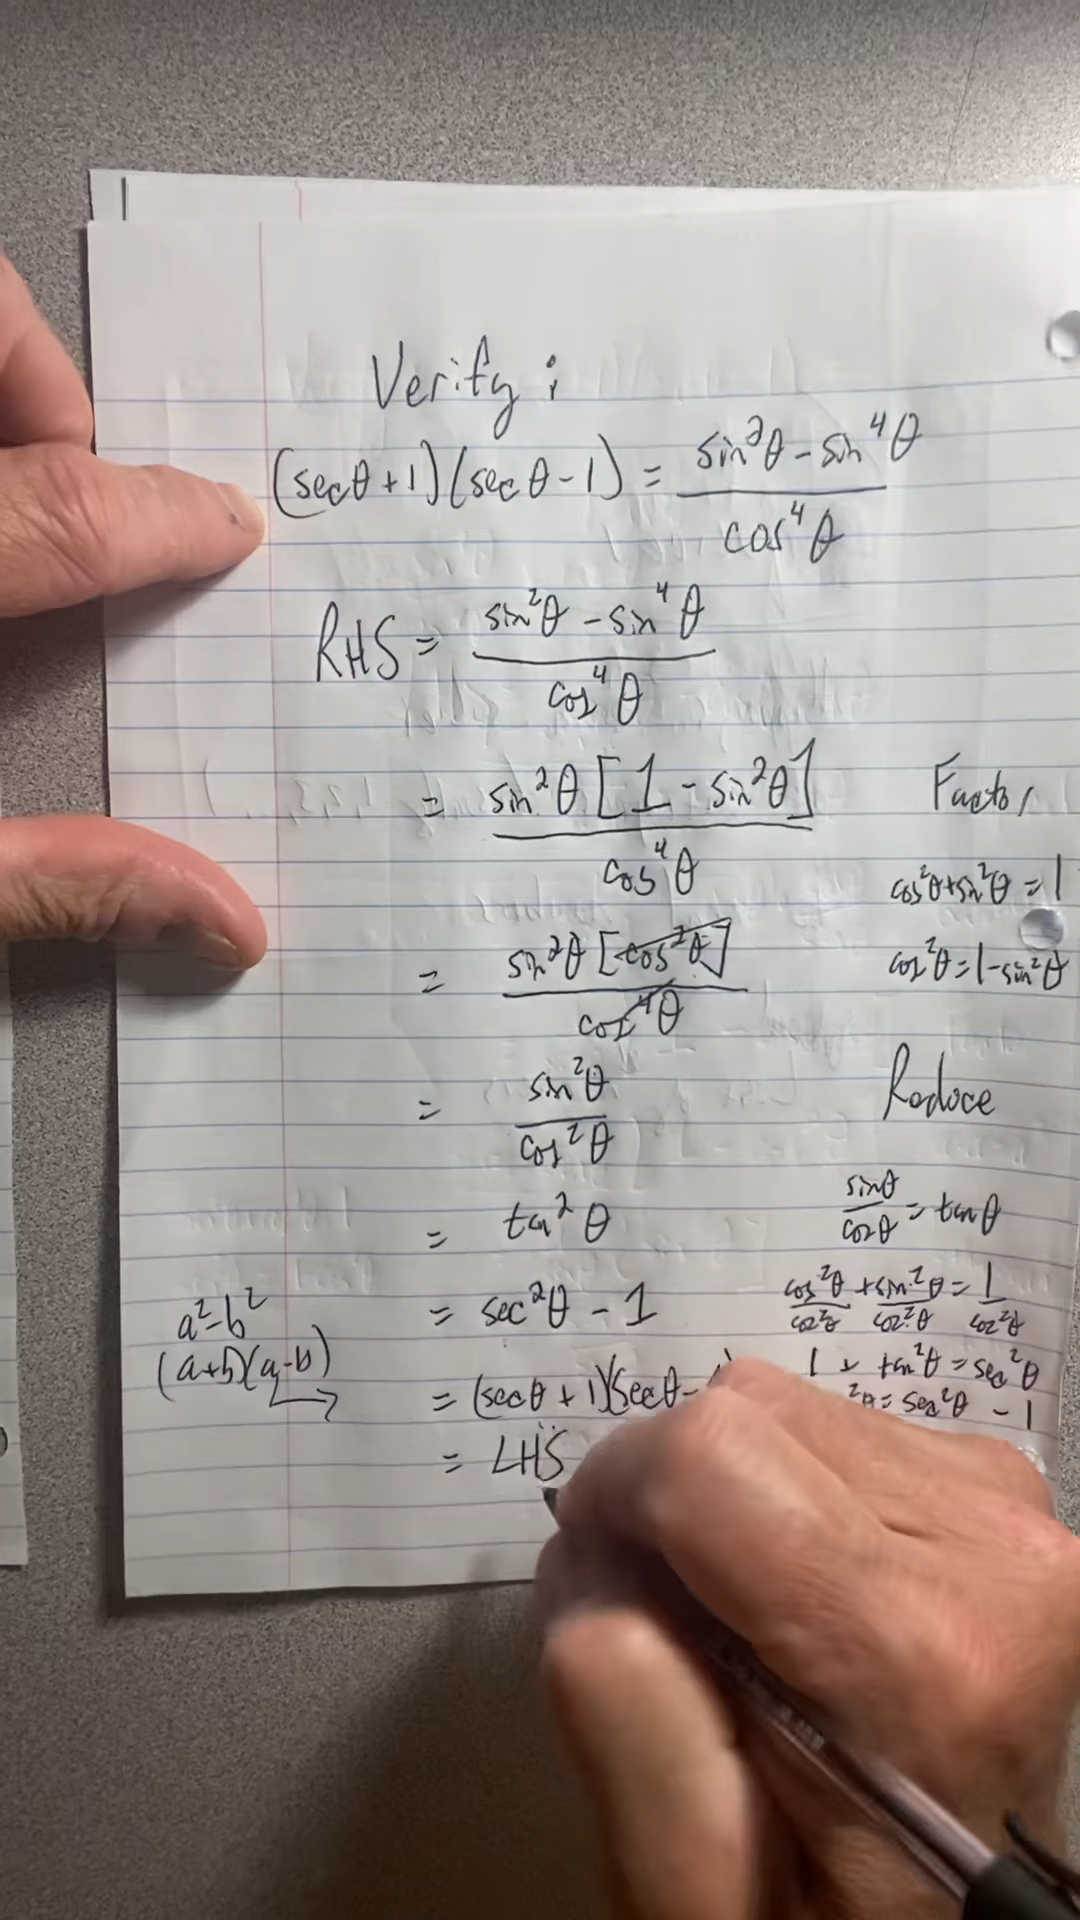 Verify :
(secθ + 1)(secθ - 1) = (sin²θ - sin⁴θ) / cos⁴θ
RHS = (sin²θ - sin⁴θ) / cos⁴θ
= sin²θ [1 - sin²θ] / cos⁴θ Factor
cos²θ + sin²θ = 1
= sin²θ [cos²θ] / cos⁴θ cos²θ = 1 - sin²θ
= sin²θ / cos²θ Reduce
= tan²θ sinθ / cosθ = tanθ
a² - b² = sec²θ - 1 cos²θ / cos²θ + sin²θ / cos²θ = 1 / cos²θ
(a+b)(a-b) → 1 + tan²θ = sec²θ
= (secθ + 1)(secθ - ²θ = sec²θ - 1
= LHS